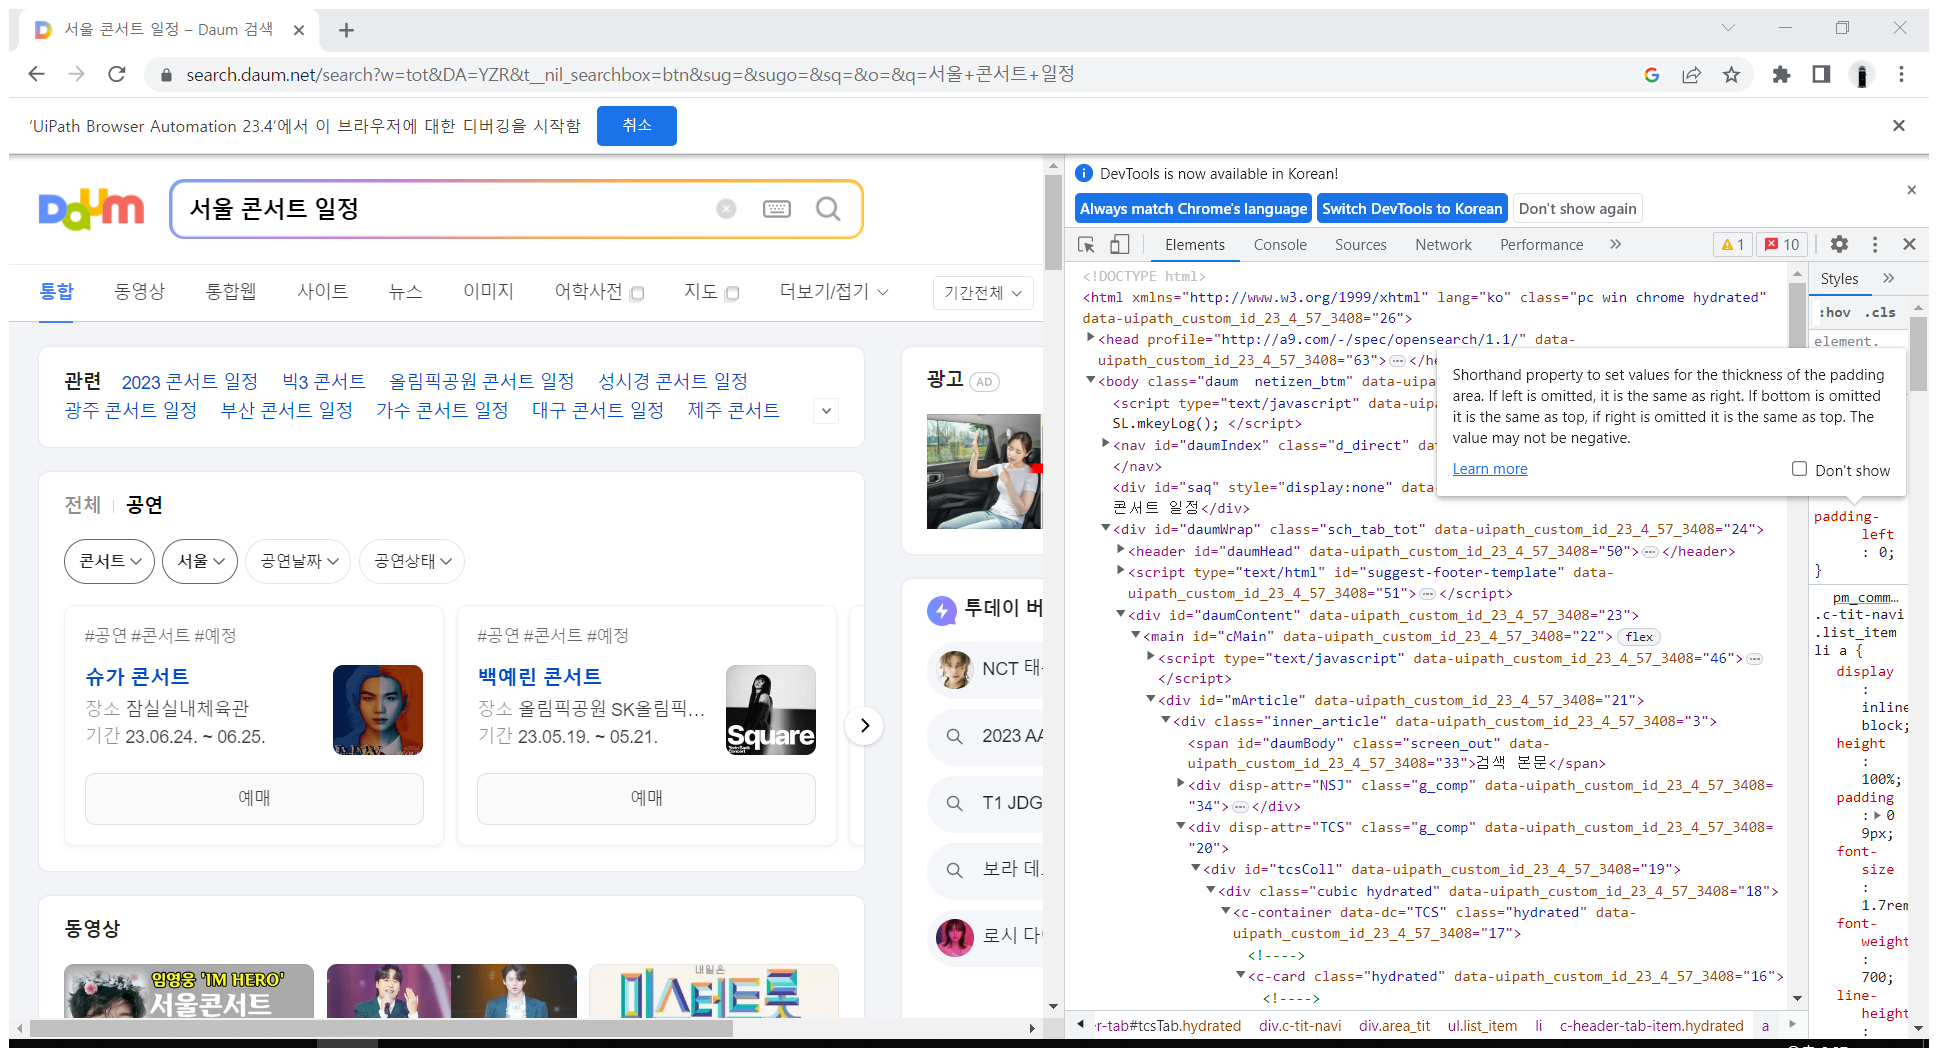 서울 콘서트 일정 – Daum 검색
search.daum.net/search?w=tot&DA=YZR&t__nil_searchbox=btn&sug=&sugo=&sq=&o=&q=서울+콘서트+일정
'UiPath Browser Automation 23.4'에서 이 브라우저에 대한 디버깅을 시작함
취소
Daum
서울 콘서트 일정
통합 동영상 통합웹 사이트 뉴스 이미지 어학사전 지도 더보기/접기 기간전체
관련 2023 콘서트 일정 빅3 콘서트 올림픽공원 콘서트 일정 성시경 콘서트 일정
광주 콘서트 일정 부산 콘서트 일정 가수 콘서트 일정 대구 콘서트 일정 제주 콘서트
전체 공연
콘서트 서울 공연날짜 공연상태
#공연 #콘서트 #예정
슈가 콘서트
장소 잠실실내체육관
기간 23.06.24. ~ 06.25.
예매
#공연 #콘서트 #예정
백예린 콘서트
장소 올림픽공원 SK올림픽...
기간 23.05.19. ~ 05.21.
Square
예매
동영상
임영웅 'IM HERO'
서울콘서트
내일은
미스터트롯
광고 AD
투데이 버
NCT 태
2023 AA
T1 JDG
보라 데
로시 다
DevTools is now available in Korean!
Always match Chrome's language Switch DevTools to Korean Don't show again
Elements Console Sources Network Performance 1 10
<!DOCTYPE html>
<html xmlns="http://www.w3.org/1999/xhtml" lang="ko" class="pc win chrome hydrated"
data-uipath_custom_id_23_4_57_3408="26">
<head profile="http://a9.com/-/spec/opensearch/1.1/" data-
uipath_custom_id_23_4_57_3408="63">…</he
<body class="daum  netizen_btm" data-uip
<script type="text/javascript" data-uip
SL.mkeyLog(); </script>
<nav id="daumIndex" class="d_direct" da
</nav>
<div id="saq" style="display:none" data
콘서트 일정</div>
<div id="daumWrap" class="sch_tab_tot" data-uipath_custom_id_23_4_57_3408="24">
<header id="daumHead" data-uipath_custom_id_23_4_57_3408="50">…</header>
<script type="text/html" id="suggest-footer-template" data-
uipath_custom_id_23_4_57_3408="51">…</script>
<div id="daumContent" data-uipath_custom_id_23_4_57_3408="23">
<main id="cMain" data-uipath_custom_id_23_4_57_3408="22"> flex
<script type="text/javascript" data-uipath_custom_id_23_4_57_3408="46">…
</script>
<div id="mArticle" data-uipath_custom_id_23_4_57_3408="21">
<div class="inner_article" data-uipath_custom_id_23_4_57_3408="3">
<span id="daumBody" class="screen_out" data-
uipath_custom_id_23_4_57_3408="33">검색 본문</span>
<div disp-attr="NSJ" class="g_comp" data-uipath_custom_id_23_4_57_3408=
"34">…</div>
<div disp-attr="TCS" class="g_comp" data-uipath_custom_id_23_4_57_3408=
"20">
<div id="tcsColl" data-uipath_custom_id_23_4_57_3408="19">
<div class="cubic hydrated" data-uipath_custom_id_23_4_57_3408="18">
<c-container data-dc="TCS" class="hydrated" data-
uipath_custom_id_23_4_57_3408="17">
<!---->
<c-card class="hydrated" data-uipath_custom_id_23_4_57_3408="16">
<!---->
er-tab#tcsTab.hydrated div.c-tit-navi div.area_tit ul.list_item li c-header-tab-item.hydrated a
Styles
:hov .cls
element.
Shorthand property to set values for the thickness of the padding
area. If left is omitted, it is the same as right. If bottom is omitted
it is the same as top, if right is omitted it is the same as top. The
value may not be negative.
Learn more Don't show
padding-
left
: 0;
}
pm_comm…
.c-tit-navi
.list_item
li a {
display
:
inline
block;
height
:
100%;
padding
: 0
9px;
font-
size
:
1.7rem
font-
weight
:
700;
line-
height
: